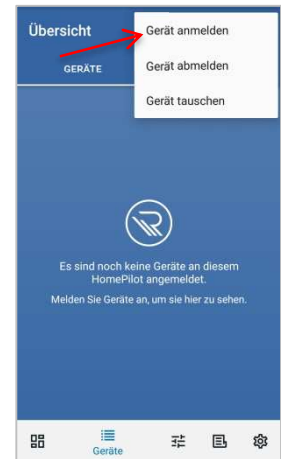 Übersicht
Gerät anmelden
GERÄTE
Gerät abmelden
Gerät tauschen
Es sind noch keine Geräte an diesem
HomePilot angemeldet.
Melden Sie Geräte an, um sie hier zu sehen.
Geräte